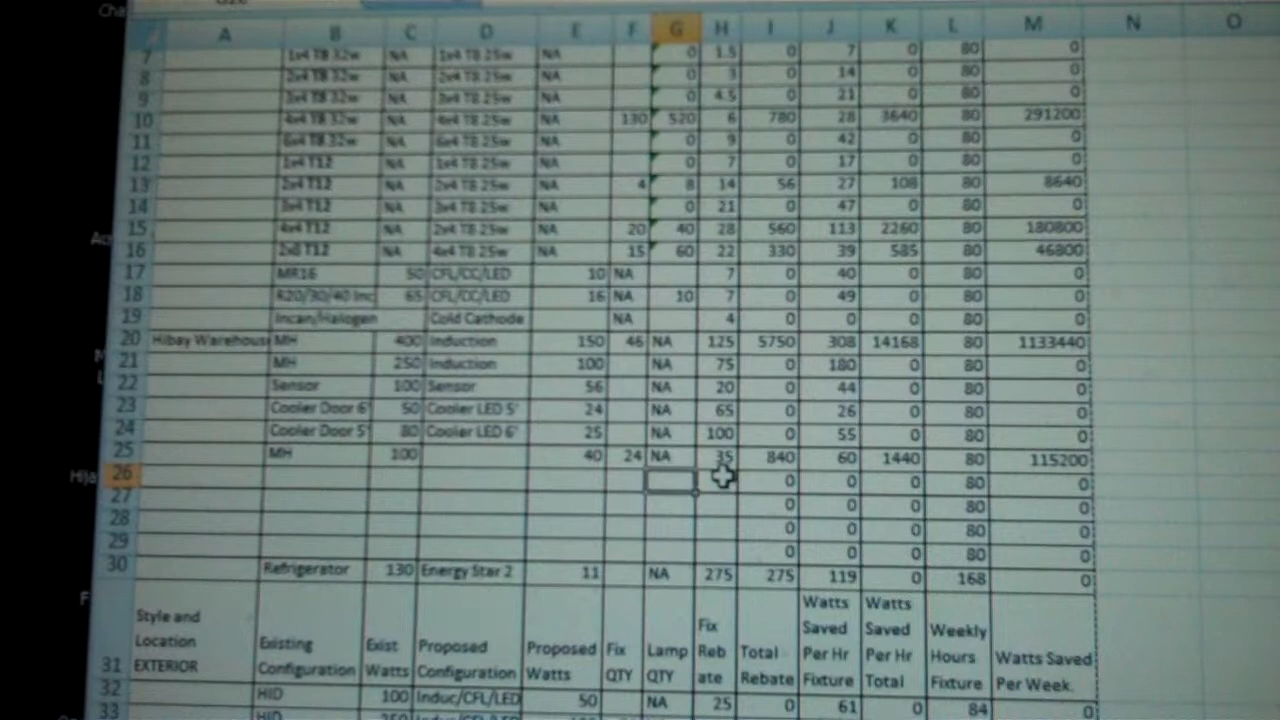 A B C D E F G H I J K L M N O
7 1x4 T8 32w NA 1x4 T8 25w NA 0 1.5 0 7 0 80 0
8 2x4 T8 32w NA 2x4 T8 25w NA 0 3 0 14 0 80 0
9 3x4 T8 32w NA 3x4 T8 25w NA 0 4.5 0 21 0 80 0
10 4x4 T8 32w NA 4x4 T8 25w NA 130 520 6 780 28 3640 80 291200
11 6x4 T8 32w NA 6x4 T8 25w NA 0 9 0 42 0 80 0
12 1x4 T12 NA 2x4 T8 25w NA 0 7 0 17 0 80 0
13 2x4 T12 NA 2x4 T8 25w NA 4 8 14 56 27 108 80 8640
14 3x4 T12 NA 3x4 T8 25w NA 0 21 0 47 0 80 0
15 4x4 T12 NA 2x4 T8 25w NA 20 40 28 560 113 2260 80 180800
16 2x8 T12 NA 4x4 T8 25w NA 15 60 22 330 39 585 80 46800
17 MR16 50 CFL/CC/LED 10 NA 7 0 40 0 80 0
18 R20/30/40 Inc 65 CFL/CC/LED 16 NA 10 7 0 49 0 80 0
19 Incan/Halogen Cold Cathode NA 4 0 0 0 80 0
20 Hibay Warehous MH 400 Induction 150 46 NA 125 5750 308 14168 80 1133440
21 MH 250 Induction 100 NA 75 0 180 0 80 0
22 Sensor 100 Sensor 56 NA 20 0 44 0 80 0
23 Cooler Door 6' 50 Cooler LED 5' 24 NA 65 0 26 0 80 0
24 Cooler Door 5' 80 Cooler LED 6' 25 NA 100 0 55 0 80 0
25 MH 100 40 24 NA 35 840 60 1440 80 115200
26 0 0 0 80 0
27 0 0 0 80 0
28 0 0 0 80 0
29 0 0 0 80 0
30 Refrigerator 130 Energy Star 2 11 NA 275 275 119 0 168 0
Watts Watts
Style and Fix Saved Saved Weekly
Location Existing Exist Proposed Proposed Fix Lamp Reb Total Per Hr Per Hr Hours Watts Saved
31 EXTERIOR Configuration Watts Configuration Watts QTY QTY ate Rebate Fixture Total Fixture Per Week.
32 HID 100 Induc/CFL/LED 50 NA 25 0 61 0 84 0
33 HID